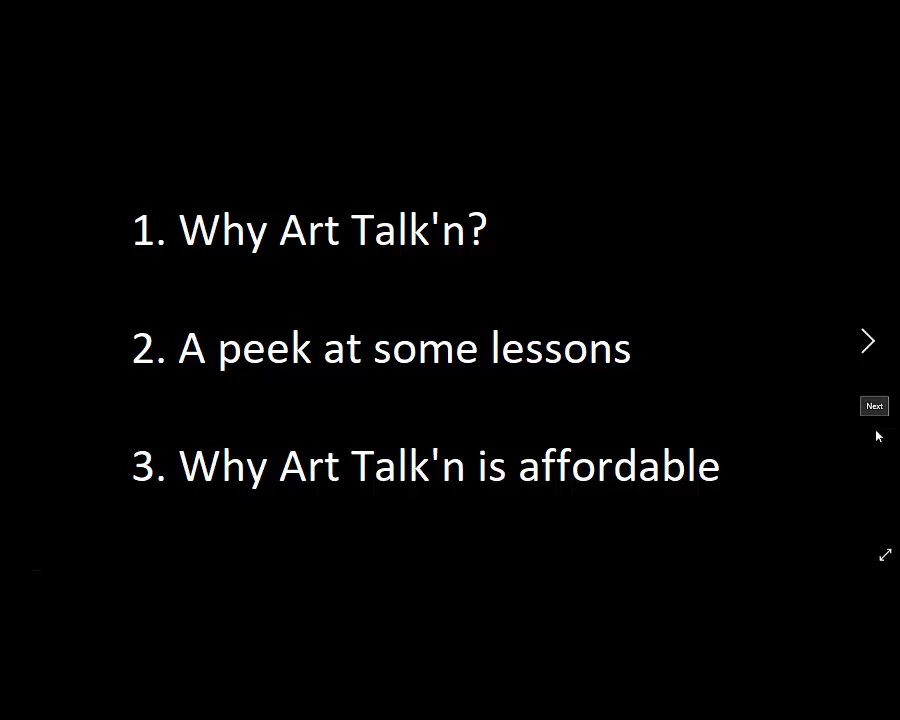 1. Why Art Talk'n?
2. A peek at some lessons
3. Why Art Talk'n is affordable
Next